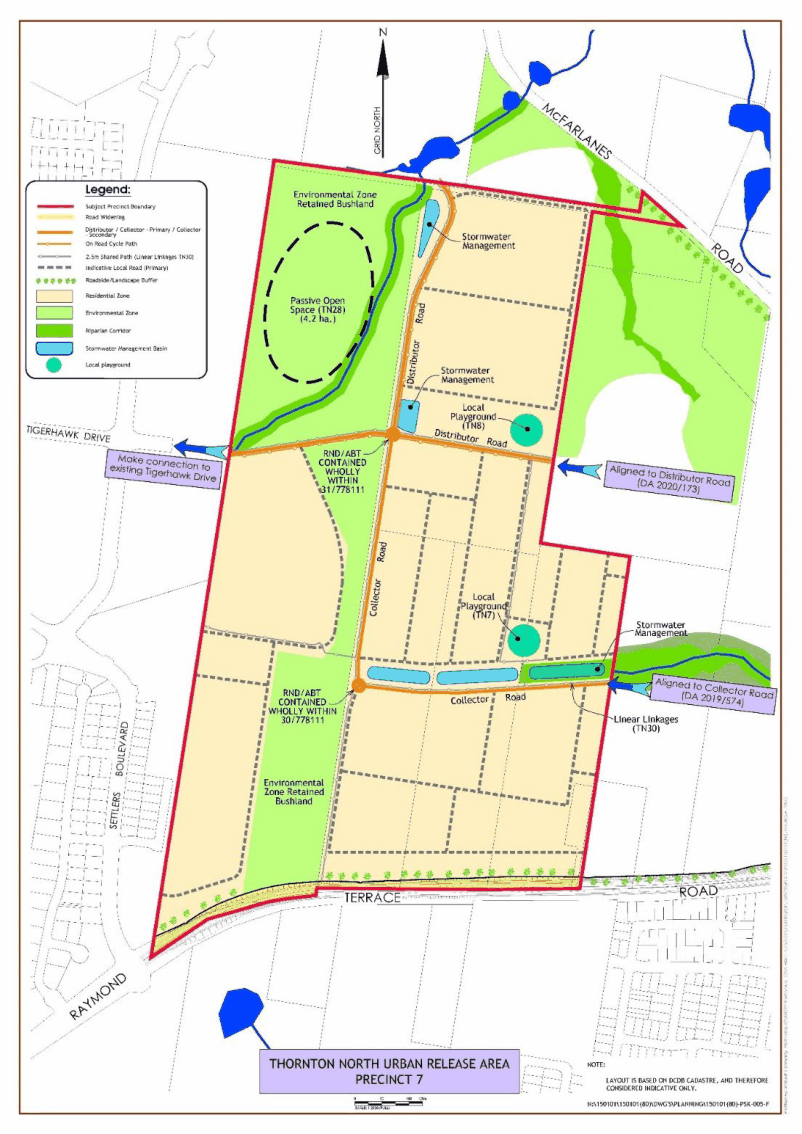 N
GRID NORTH
McFARLANES
ROAD
Environmental Zone
Retained Bushland
Legend:
Subject Precinct Boundary
Road Widening
Distributor / Collector - Primary / Collector
- Secondary
On Road Cycle Path
2.5m Shared Path (Linear Linkages TN30)
Indicative Local Road (Primary)
Roadside/Landscape Buffer
Residential Zone
Environmental Zone
Riparian Corridor
Stormwater Management Basin
Local playground
Stormwater
Management
Passive Open
Space (TN28)
(4.2 ha.)
Distributor Road
Stormwater
Management
Local
Playground
(TN8)
Distributor Road
TIGERHAWK DRIVE
Make connection to
existing Tigerhawk Drive
RND/ABT
CONTAINED
WHOLLY
WITHIN
31/778111
Aligned to Distributor Road
(DA 2020/173)
Collector Road
Local
Playground
(TN7)
Stormwater
Management
RND/ABT
CONTAINED
WHOLLY WITHIN
30/778111
Collector Road
Aligned to Collector Road
(DA 2019/574)
Linear Linkages
(TN30)
SETTLERS BOULEVARD
Environmental
Zone Retained
Bushland
RAYMOND
TERRACE
ROAD
THORNTON NORTH URBAN RELEASE AREA
PRECINCT 7
NOTE:
LAYOUT IS BASED ON DCDB CADASTRE, AND THEREFORE
CONSIDERED INDICATIVE ONLY.